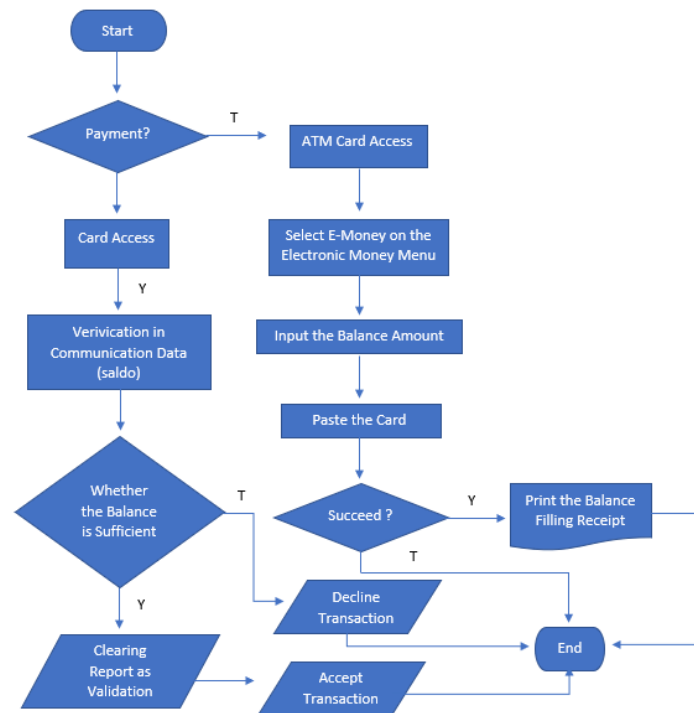 Start
Payment?
T
ATM Card Access
Card Access
Select E-Money on the
Electronic Money Menu
Y
Verivication in
Communication Data
(saldo)
Input the Balance Amount
Paste the Card
Whether
the Balance
is Sufficient
T
Succeed ?
Y
Print the Balance
Filling Receipt
T
Y
Decline
Transaction
End
Clearing
Report as
Validation
Accept
Transaction